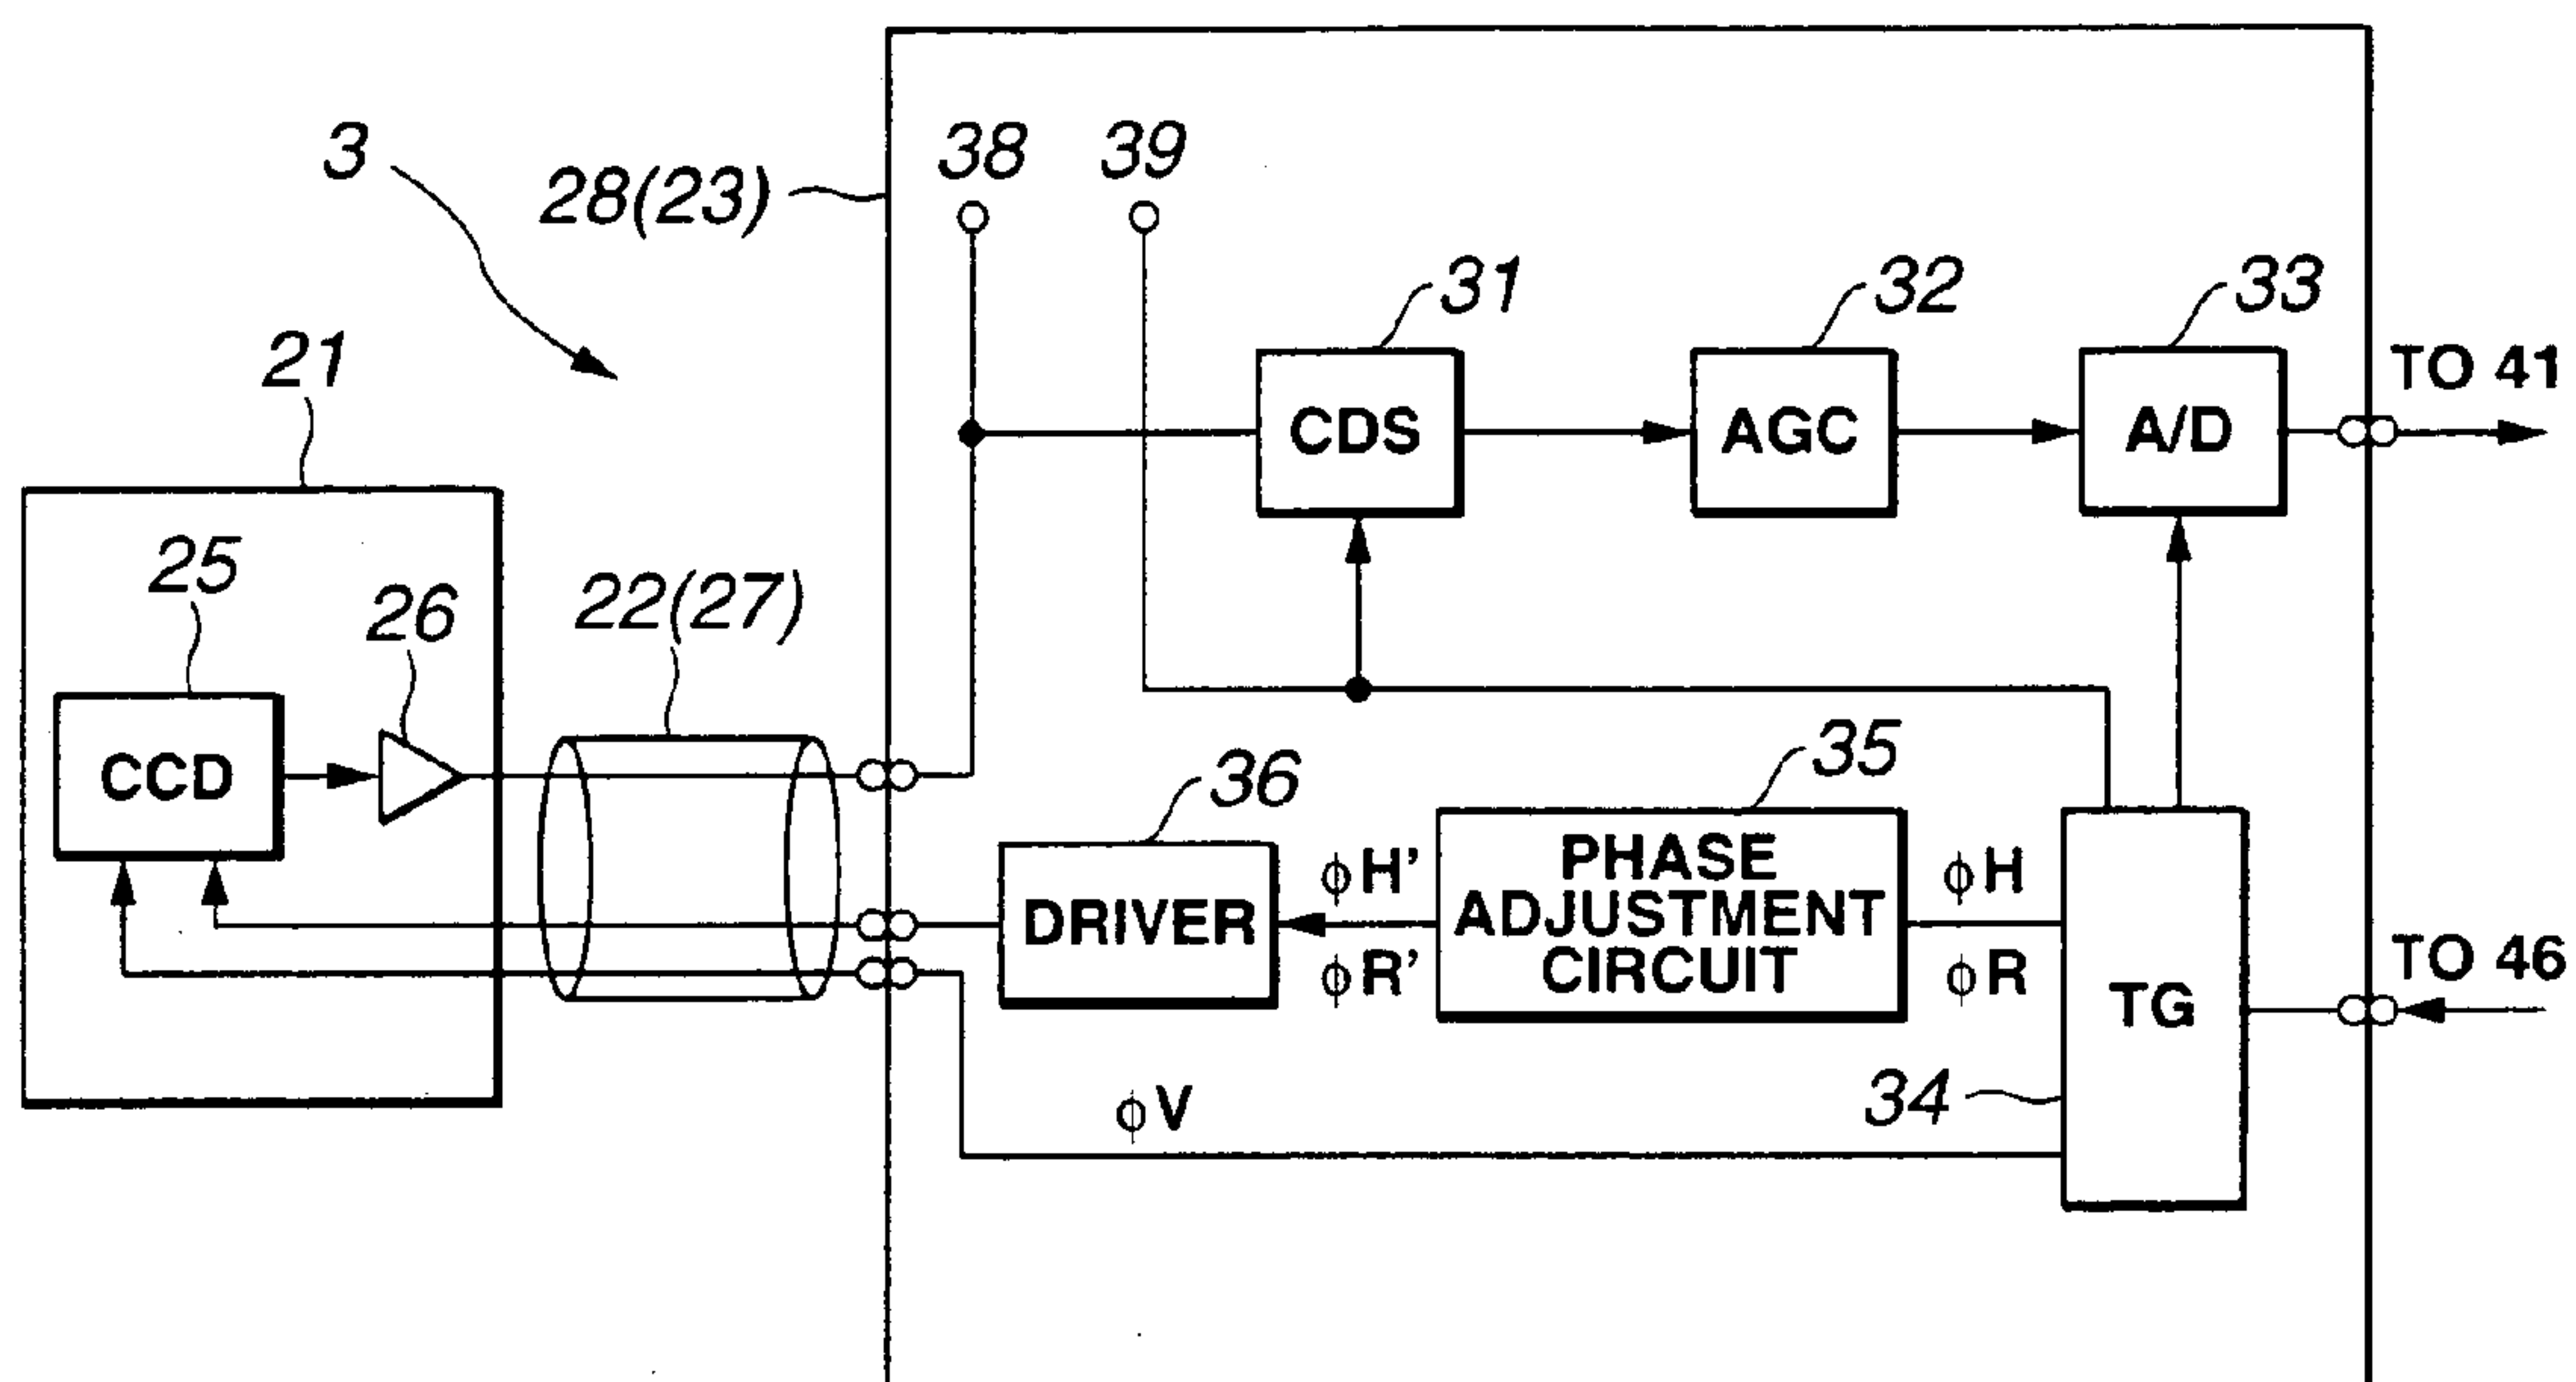 3
28(23)
38
39
31
32
33
TO 41
21
CDS
AGC
A/D
25
26
22(27)
CCD
36
35
DRIVER
φH'
φR'
PHASE
ADJUSTMENT
CIRCUIT
φH
φR
TG
TO 46
34
φV